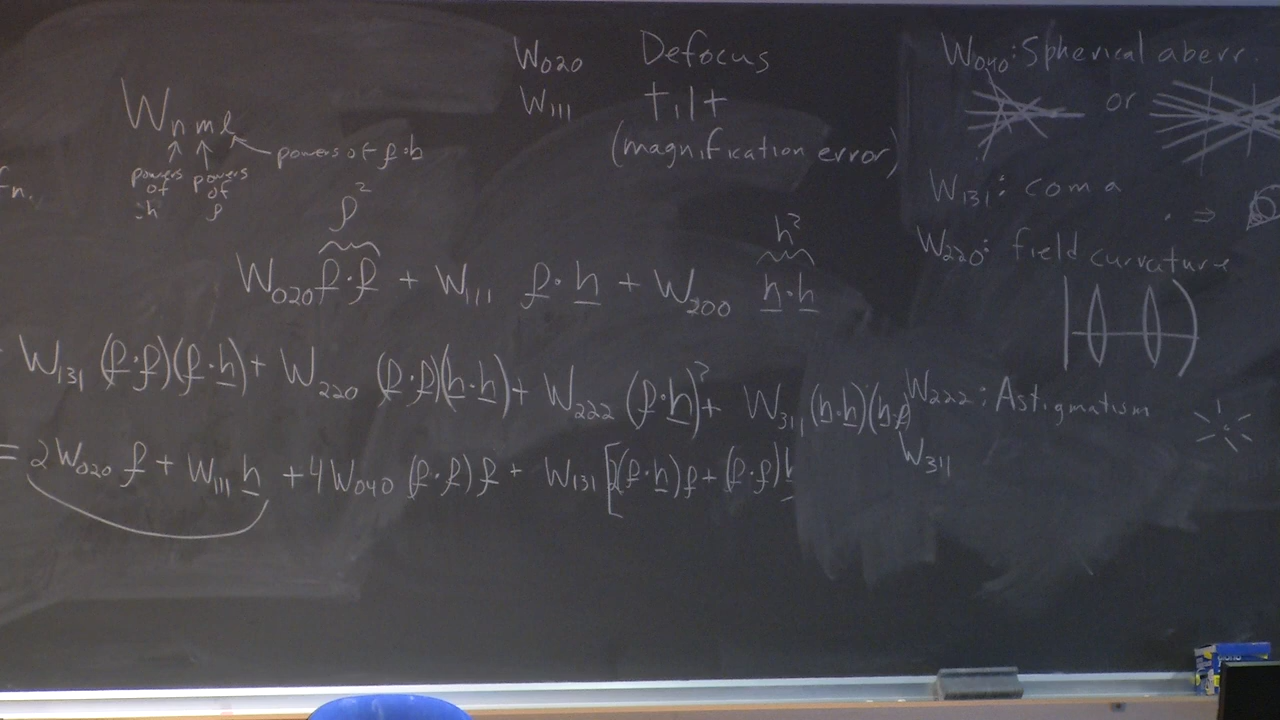 W₀₂₀ Defocus
W₁₁₁ tilt
(magnification error)
W n m l
powers of ρ·h
powers of h
powers of ρ
fn.
ρ²
h²
W₀₂₀ ρ·ρ + W₁₁₁ ρ·h + W₂₀₀ h·h
W₁₃₁ (ρ·ρ)(ρ·h) + W₂₂₀ (ρ·ρ)(h·h) + W₂₂₂ (ρ·h)² + W₃₁₁ (h·h)(h·ρ)
= 2W₀₂₀ ρ + W₁₁₁ h + 4W₀₄₀ (ρ·ρ)ρ + W₁₃₁ [2(ρ·h)ρ + (ρ·ρ)h
W₀₄₀: Spherical aberr.
or
W₁₃₁: coma
· ⇒
W₂₂₀: field curvature
W₂₂₂: Astigmatism
W₃₁₁